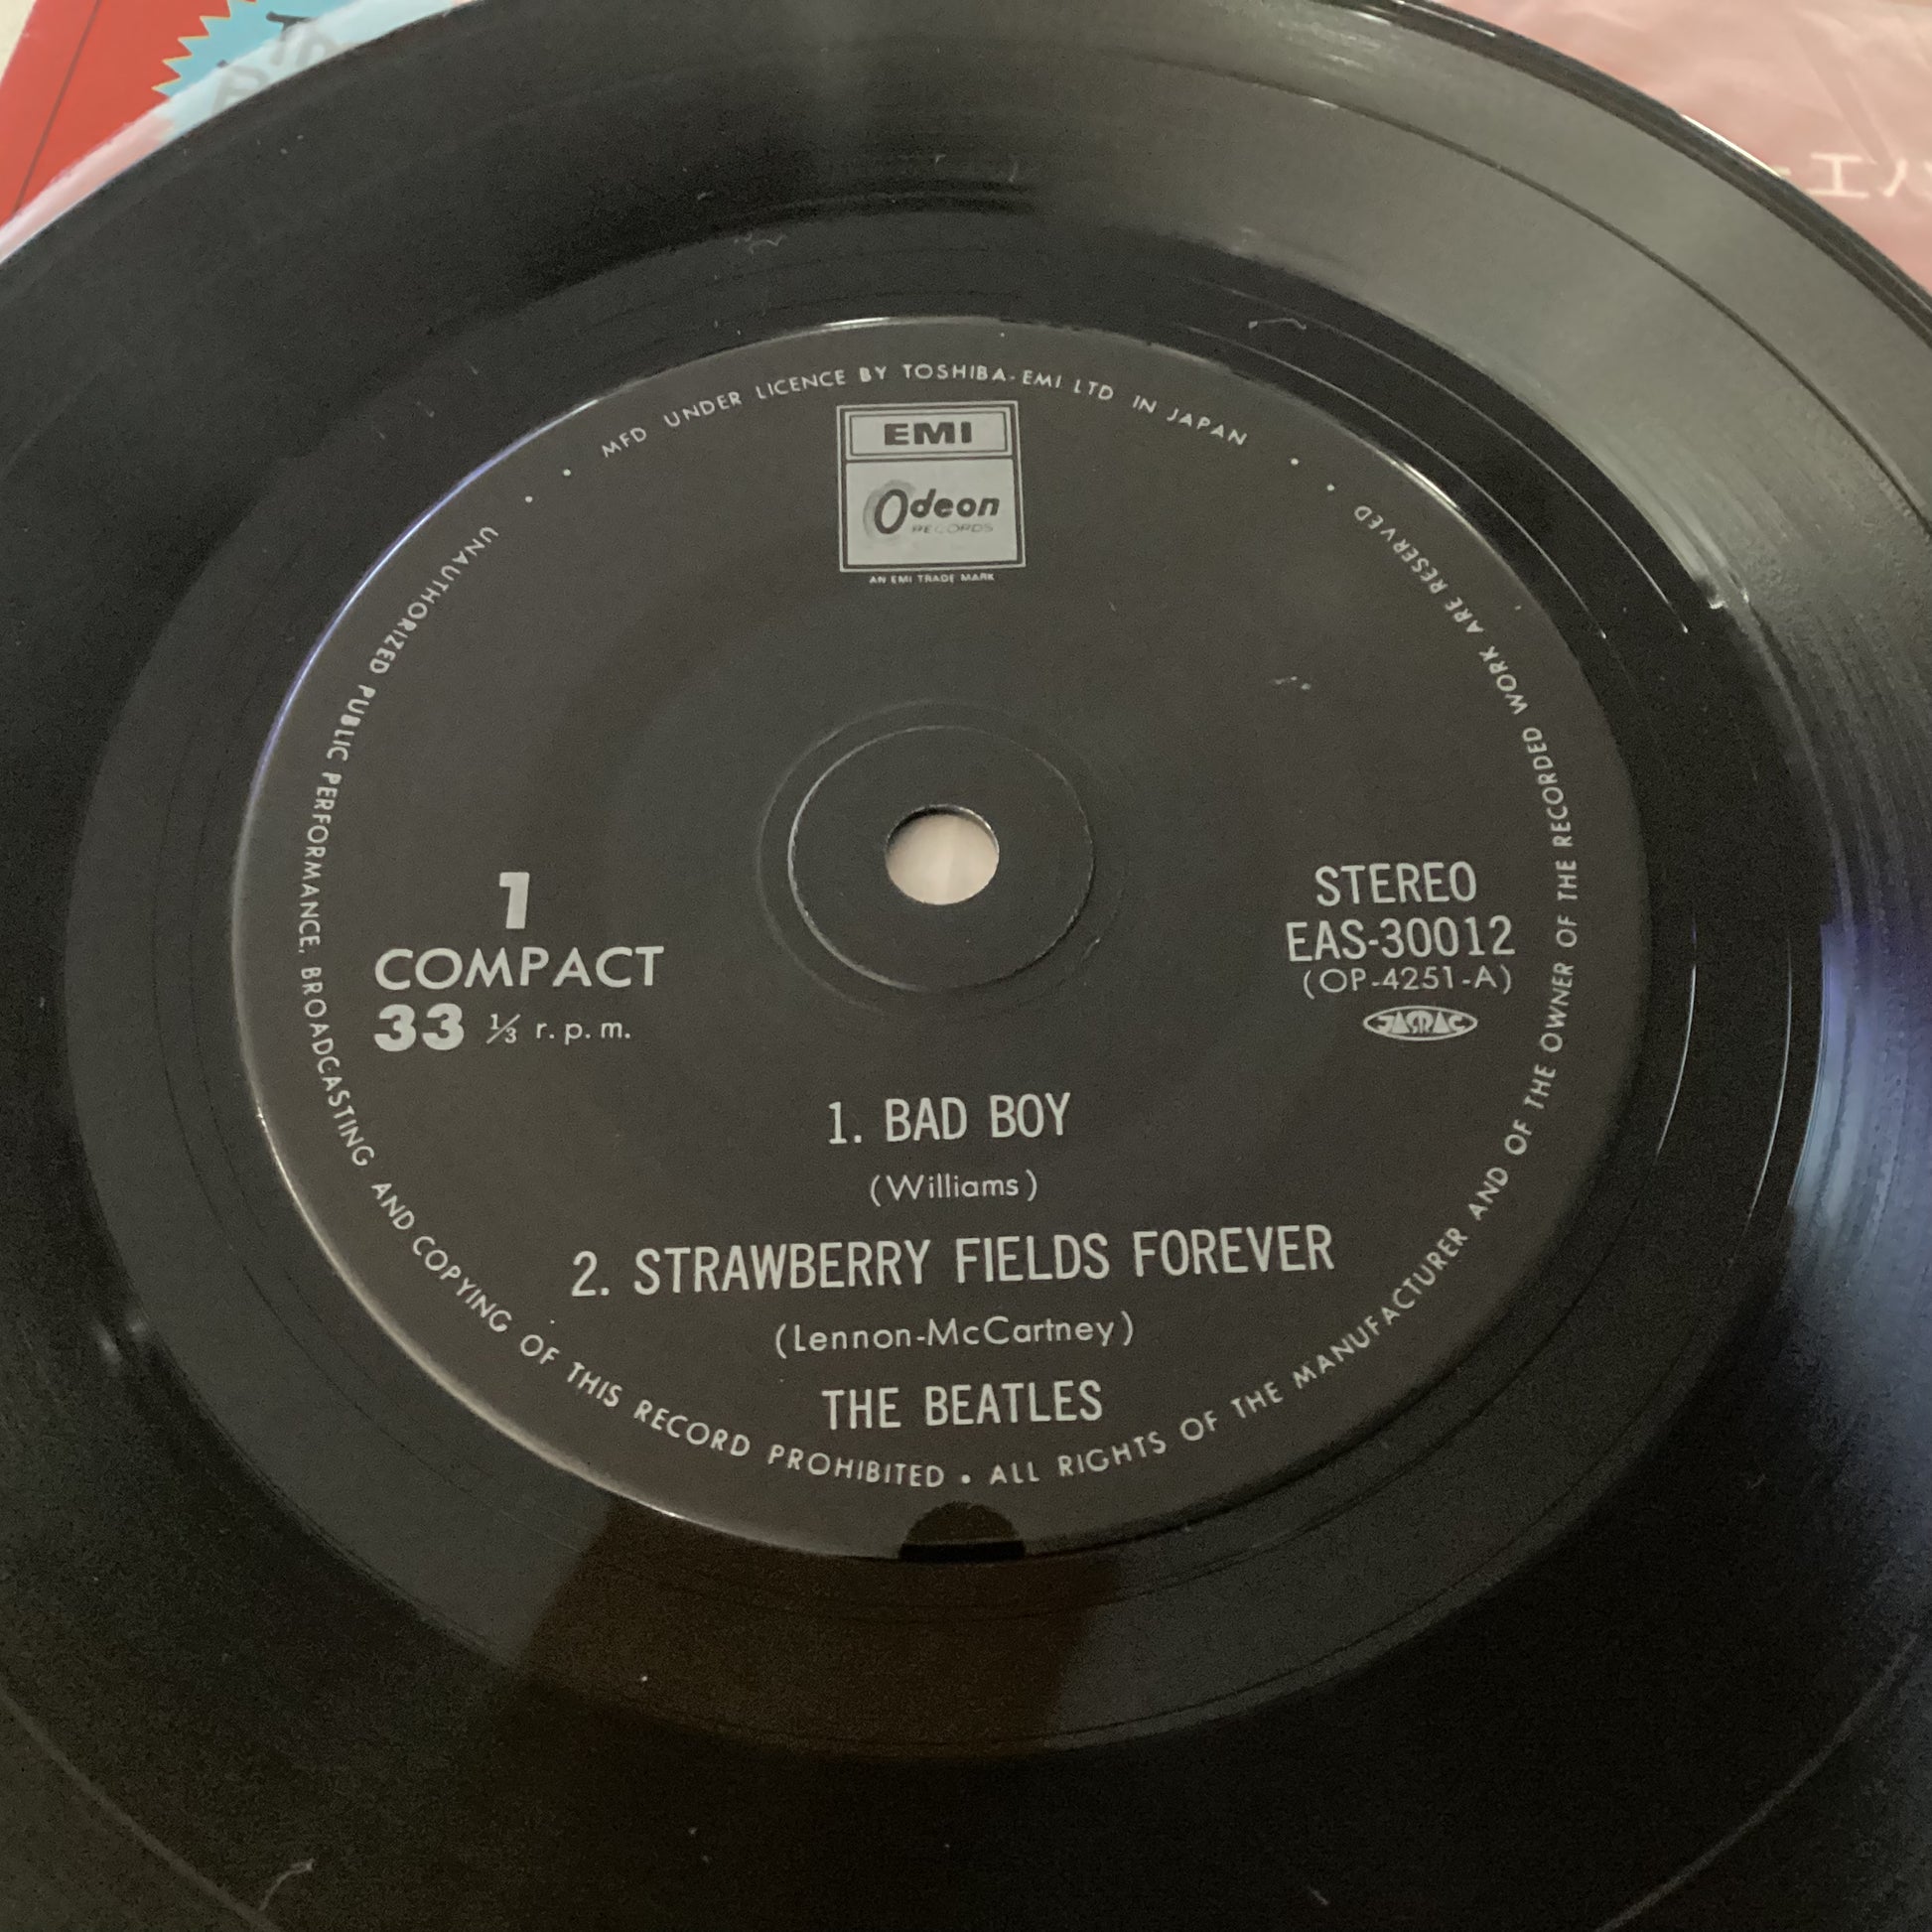 MFD UNDER LICENCE BY TOSHIBA-EMI LTD IN JAPAN
EMI
Odeon
RECORDS
AN EMI TRADE MARK
1
COMPACT
33 ⅓ r.p.m.
STEREO
EAS-30012
(OP-4251-A)
JASRAC
1. BAD BOY
(Williams)
2. STRAWBERRY FIELDS FOREVER
(Lennon-McCartney)
THE BEATLES
UNAUTHORIZED PUBLIC PERFORMANCE, BROADCASTING AND COPYING OF THIS RECORD PROHIBITED • ALL RIGHTS OF THE MANUFACTURER AND OF THE OWNER OF THE RECORDED WORK ARE RESERVED